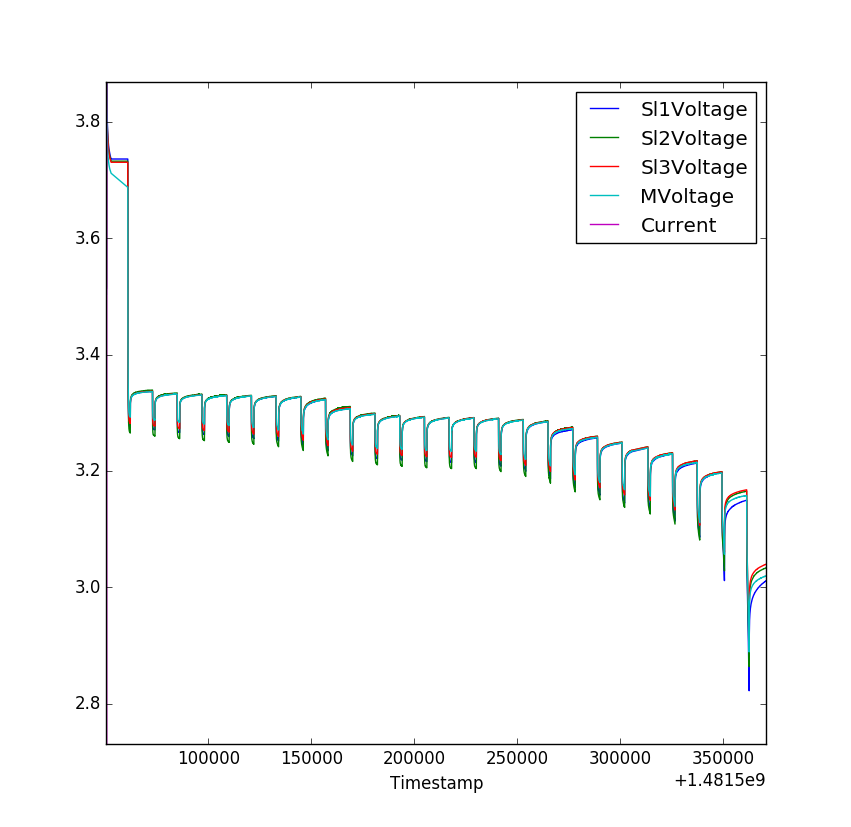 Sl1Voltage
Sl2Voltage
Sl3Voltage
MVoltage
Current
3.8
3.6
3.4
3.2
3.0
2.8
100000 150000 200000 250000 300000 350000
Timestamp
+1.4815e9